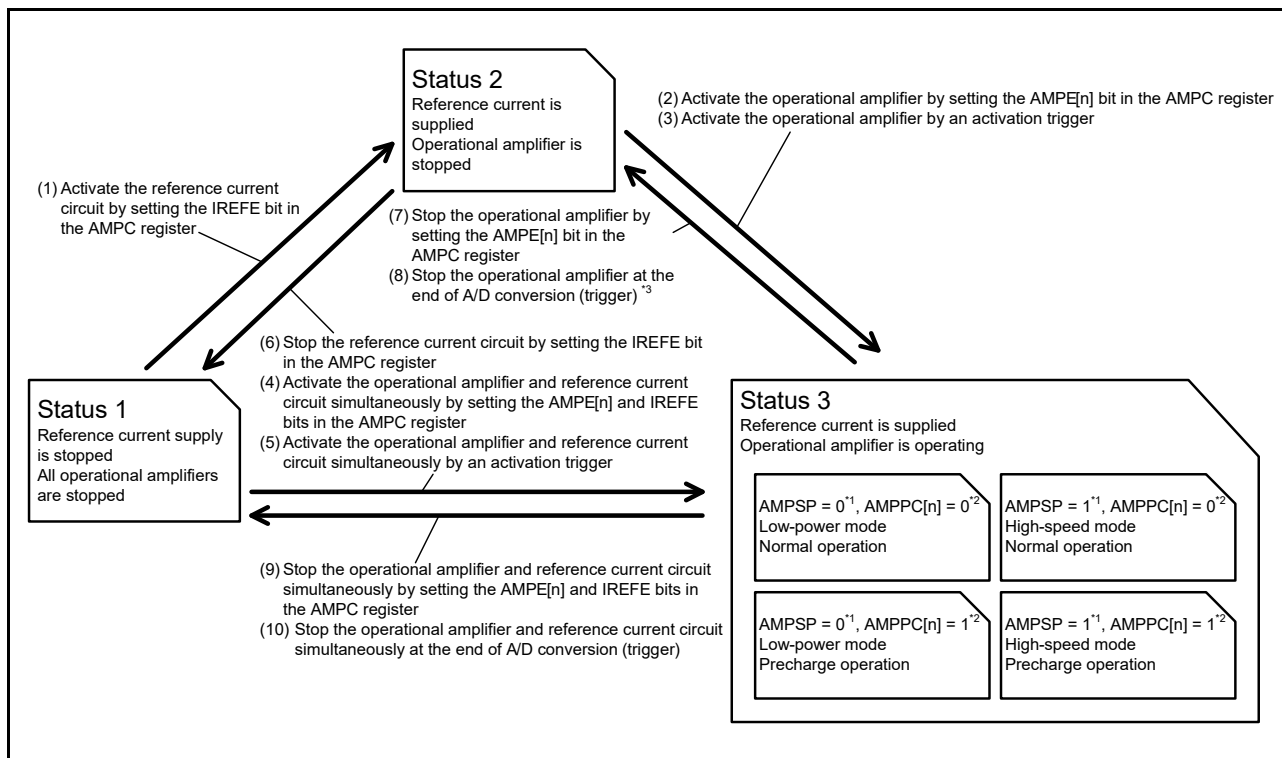 Status 2
Reference current is
supplied
Operational amplifier is
stopped
(2) Activate the operational amplifier by setting the AMPE[n] bit in the AMPC register
(3) Activate the operational amplifier by an activation trigger
(1) Activate the reference current
circuit by setting the IREFE bit in
the AMPC register
(7) Stop the operational amplifier by
setting the AMPE[n] bit in the
AMPC register
(8) Stop the operational amplifier at the
end of A/D conversion (trigger) *3
(6) Stop the reference current circuit by setting the IREFE bit
in the AMPC register
(4) Activate the operational amplifier and reference current
circuit simultaneously by setting the AMPE[n] and IREFE
bits in the AMPC register
(5) Activate the operational amplifier and reference current
circuit simultaneously by an activation trigger
Status 1
Reference current supply
is stopped
All operational amplifiers
are stopped
(9) Stop the operational amplifier and reference current circuit
simultaneously by setting the AMPE[n] and IREFE bits in
the AMPC register
(10) Stop the operational amplifier and reference current circuit
simultaneously at the end of A/D conversion (trigger)
Status 3
Reference current is supplied
Operational amplifier is operating
AMPSP = 0*1, AMPPC[n] = 0*2
Low-power mode
Normal operation
AMPSP = 1*1, AMPPC[n] = 0*2
High-speed mode
Normal operation
AMPSP = 0*1, AMPPC[n] = 1*2
Low-power mode
Precharge operation
AMPSP = 1*1, AMPPC[n] = 1*2
High-speed mode
Precharge operation